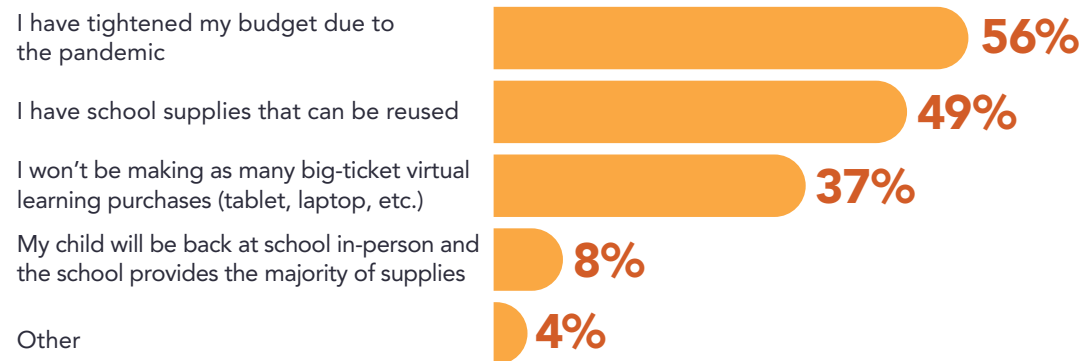 I have tightened my budget due to
the pandemic
56%
I have school supplies that can be reused
49%
I won’t be making as many big-ticket virtual
learning purchases (tablet, laptop, etc.)
37%
My child will be back at school in-person and
the school provides the majority of supplies
8%
Other
4%